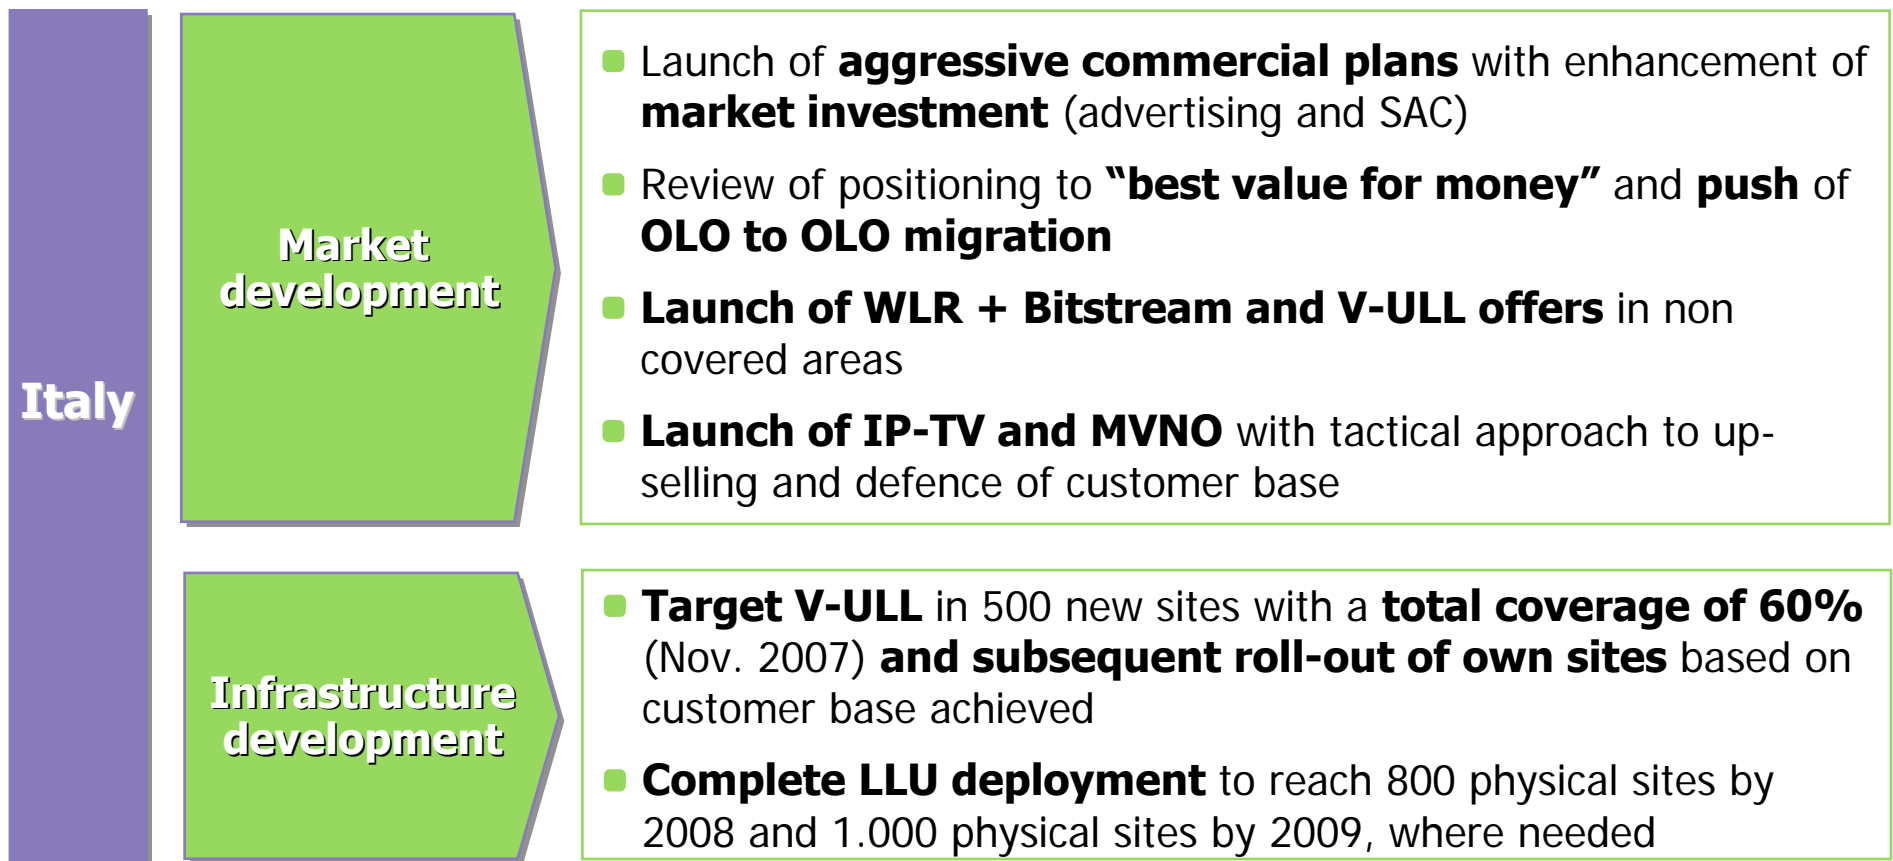 Italy
Market
development
Launch of aggressive commercial plans with enhancement of
market investment (advertising and SAC)
Review of positioning to “best value for money” and push of
OLO to OLO migration
Launch of WLR + Bitstream and V-ULL offers in non
covered areas
Launch of IP-TV and MVNO with tactical approach to up-
selling and defence of customer base
Infrastructure
development
Target V-ULL in 500 new sites with a total coverage of 60%
(Nov. 2007) and subsequent roll-out of own sites based on
customer base achieved
Complete LLU deployment to reach 800 physical sites by
2008 and 1.000 physical sites by 2009, where needed